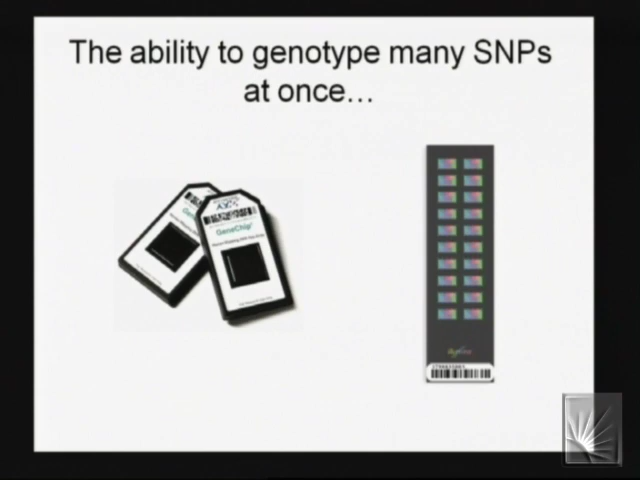 The ability to genotype many SNPs
at once…
GeneChip